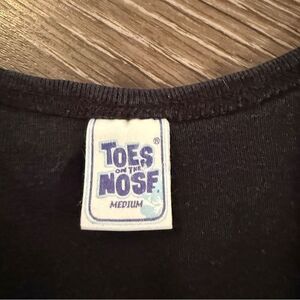 TOES
ON THE
NOSE
®
MEDIUM